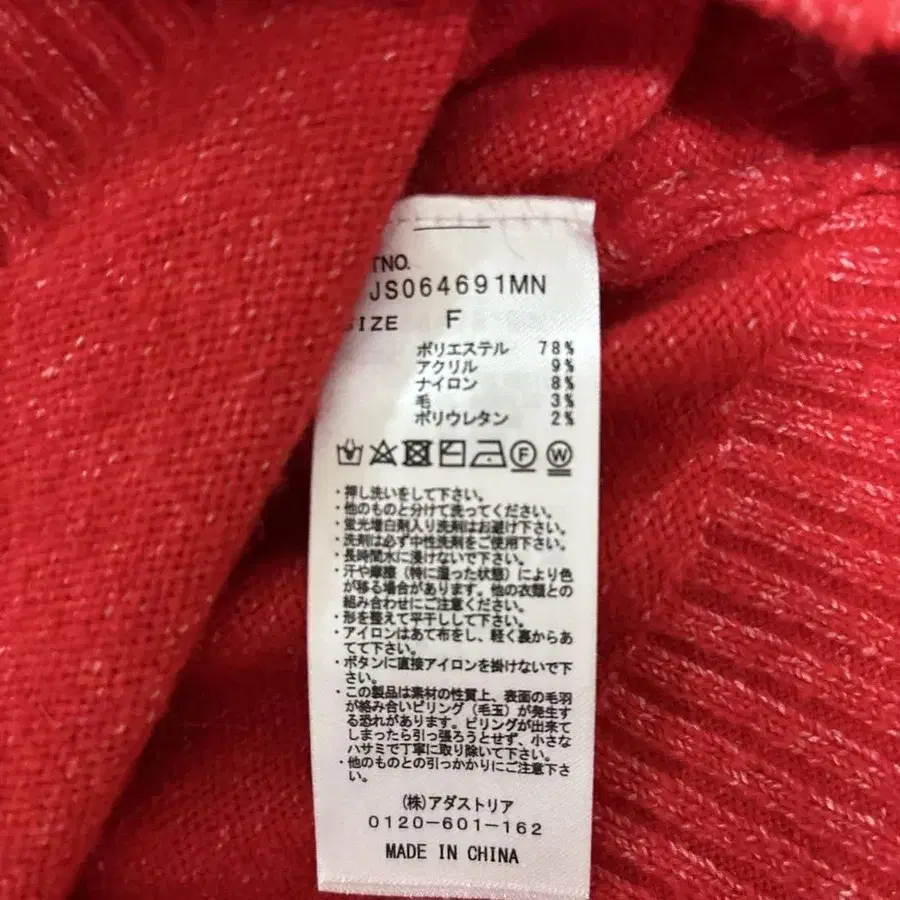 TNO.
JS064691MN
SIZE F
ポリエステル 78%
アクリル 9%
ナイロン 8%
毛 3%
ポリウレタン 2%
F W
・押し洗いをして下さい。
・他のものと分けて洗ってください。
・蛍光増白剤入り洗剤はお避け下さい。
・洗剤は必ず中性洗剤をご使用下さい。
・長時間水に浸けないで下さい。
・汗や摩擦（特に湿った状態）により色
が移る場合があります。他の衣類との
組み合わせにご注意ください。
・形を整えて平干しして下さい。
・アイロンはあて布をし、軽く裏からあ
てて下さい。
・ボタンに直接アイロンを掛けないで下
さい。
・この製品は素材の性質上、表面の毛羽
が絡み合いピリング（毛玉）が発生す
る恐れがあります。ピリングが出来て
しまったら引っ張ろうとせず、小さな
ハサミで丁寧に取り除いて下さい。
・他のものとの引っかかりにご注意下さ
い。
(株)アダストリア
0120-601-162
MADE IN CHINA